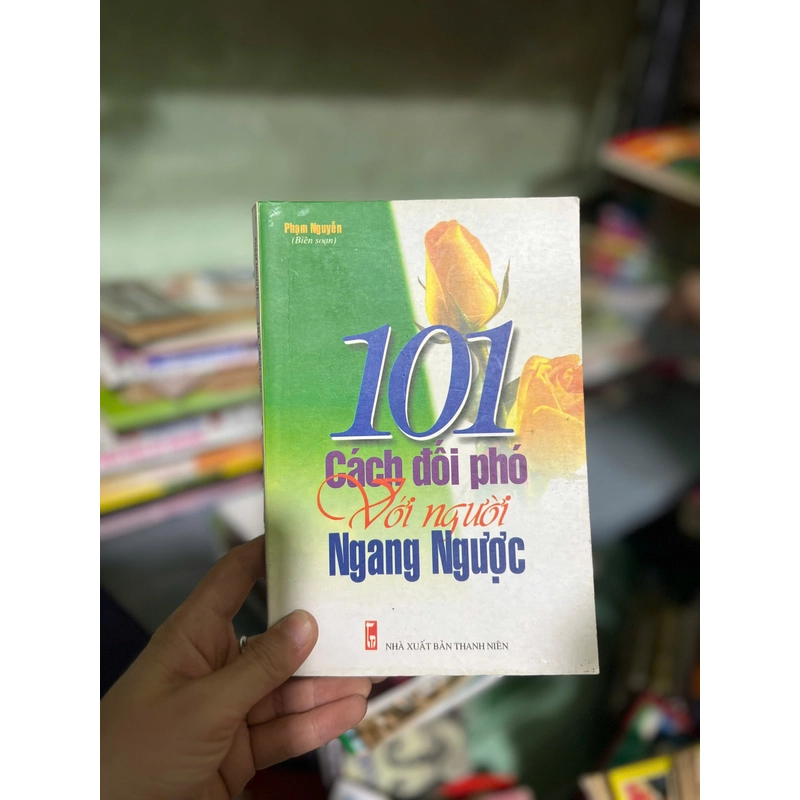 Phạm Nguyễn
(Biên soạn)
101
Cách đối phó
Với người
Ngang Ngược
NHÀ XUẤT BẢN THANH NIÊN